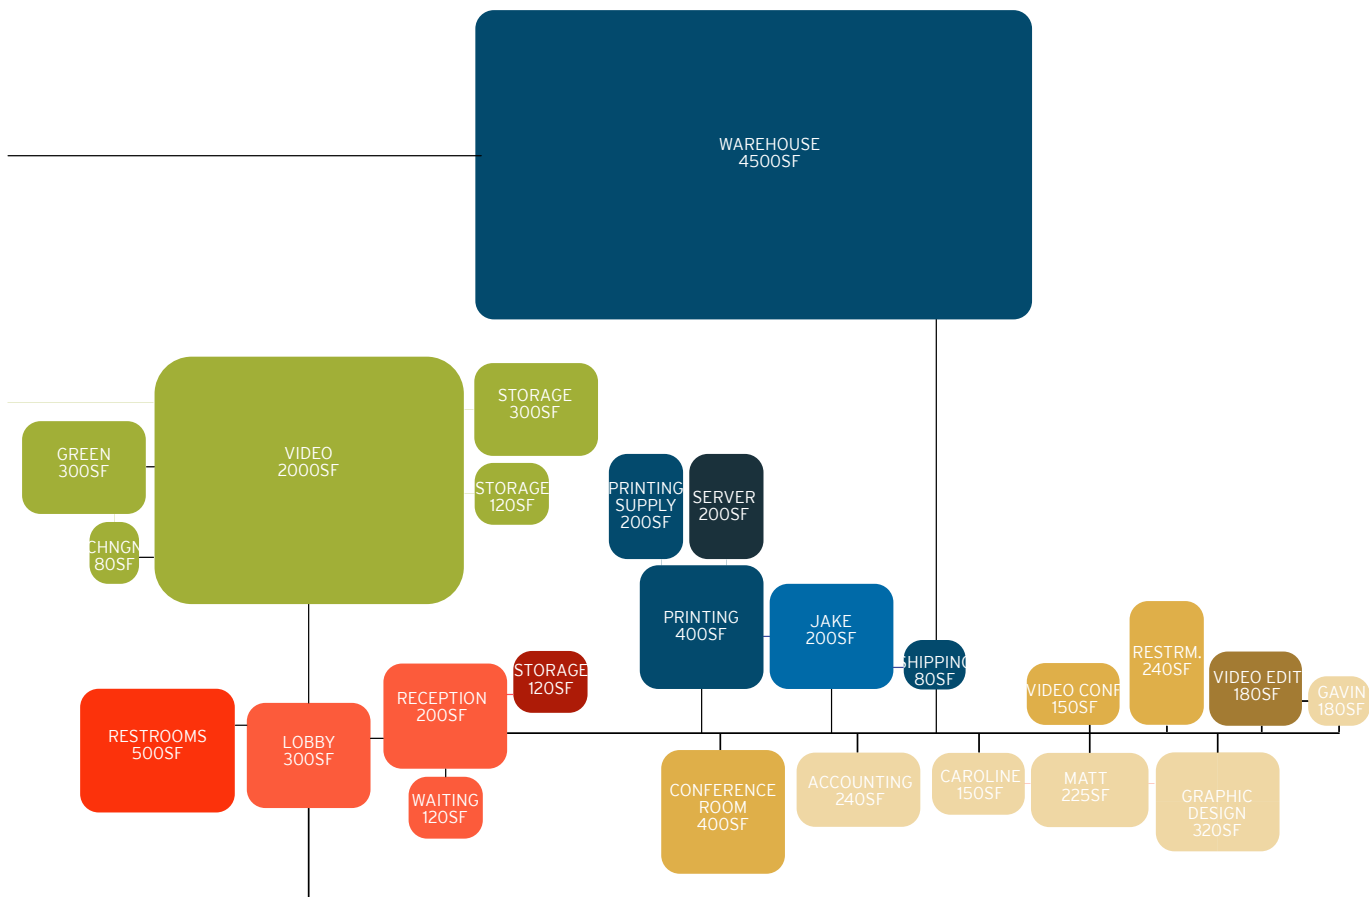 WAREHOUSE
4500SF
STORAGE
300SF
GREEN
300SF
VIDEO
2000SF
STORAGE
120SF
CHNGN
80SF
PRINTING
SUPPLY
200SF
SERVER
200SF
PRINTING
400SF
JAKE
200SF
SHIPPING
80SF
RESTRM.
240SF
VIDEO CONF
150SF
VIDEO EDIT
180SF
GAVIN
180SF
STORAGE
120SF
RECEPTION
200SF
RESTROOMS
500SF
LOBBY
300SF
WAITING
120SF
CONFERENCE
ROOM
400SF
ACCOUNTING
240SF
CAROLINE
150SF
MATT
225SF
GRAPHIC
DESIGN
320SF